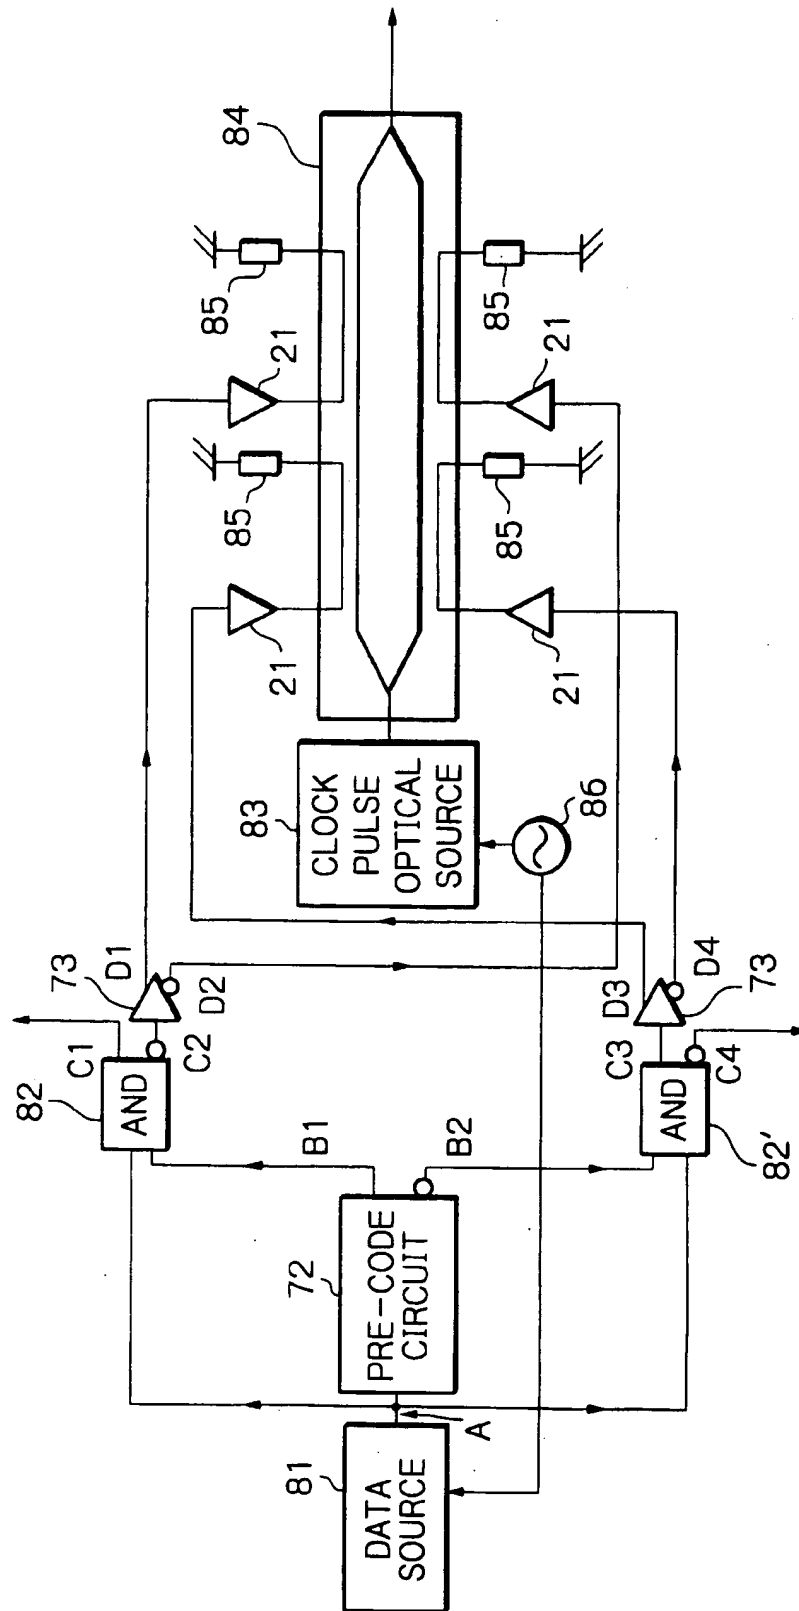 81
DATA
SOURCE
A
72
PRE-CODE
CIRCUIT
B1
B2
82
AND
C1
C2
82'
AND
C3
C4
73
D1
D2
73
D3
D4
83
CLOCK
PULSE
OPTICAL
SOURCE
86
84
21
85
21
85
21
85
21
85